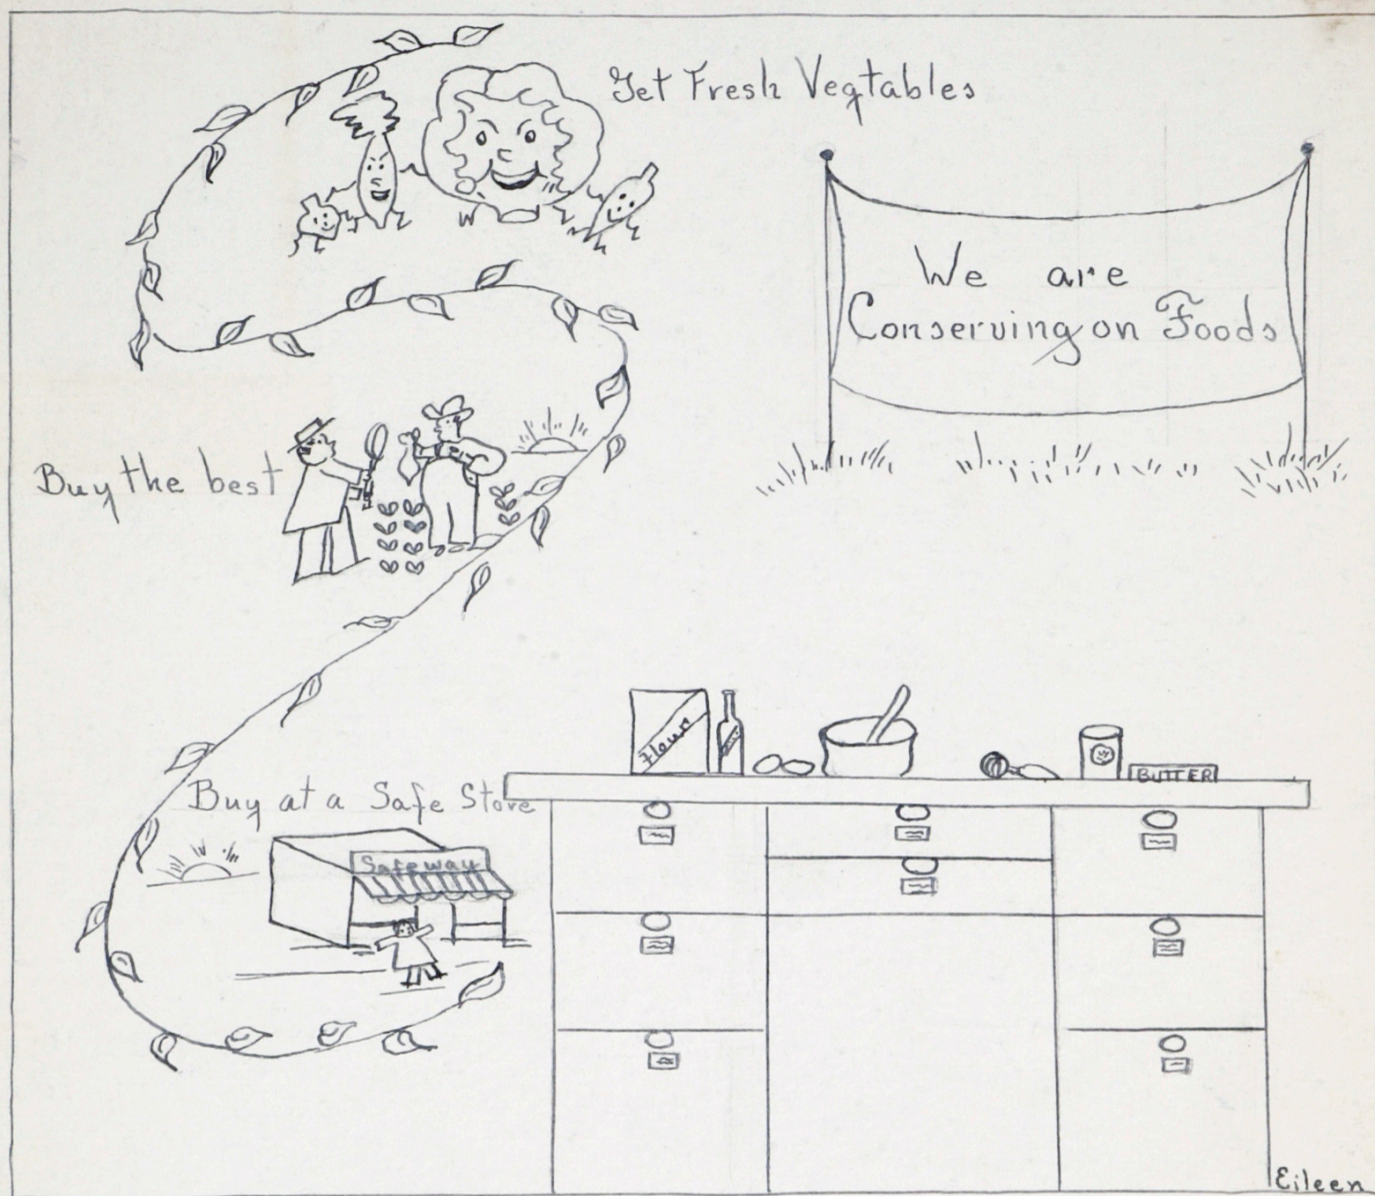 Get Fresh Vegtables
We are
Conserving on Foods
Buy the best
Flour
BUTTER
Buy at a Safe Store
Safeway
Eileen